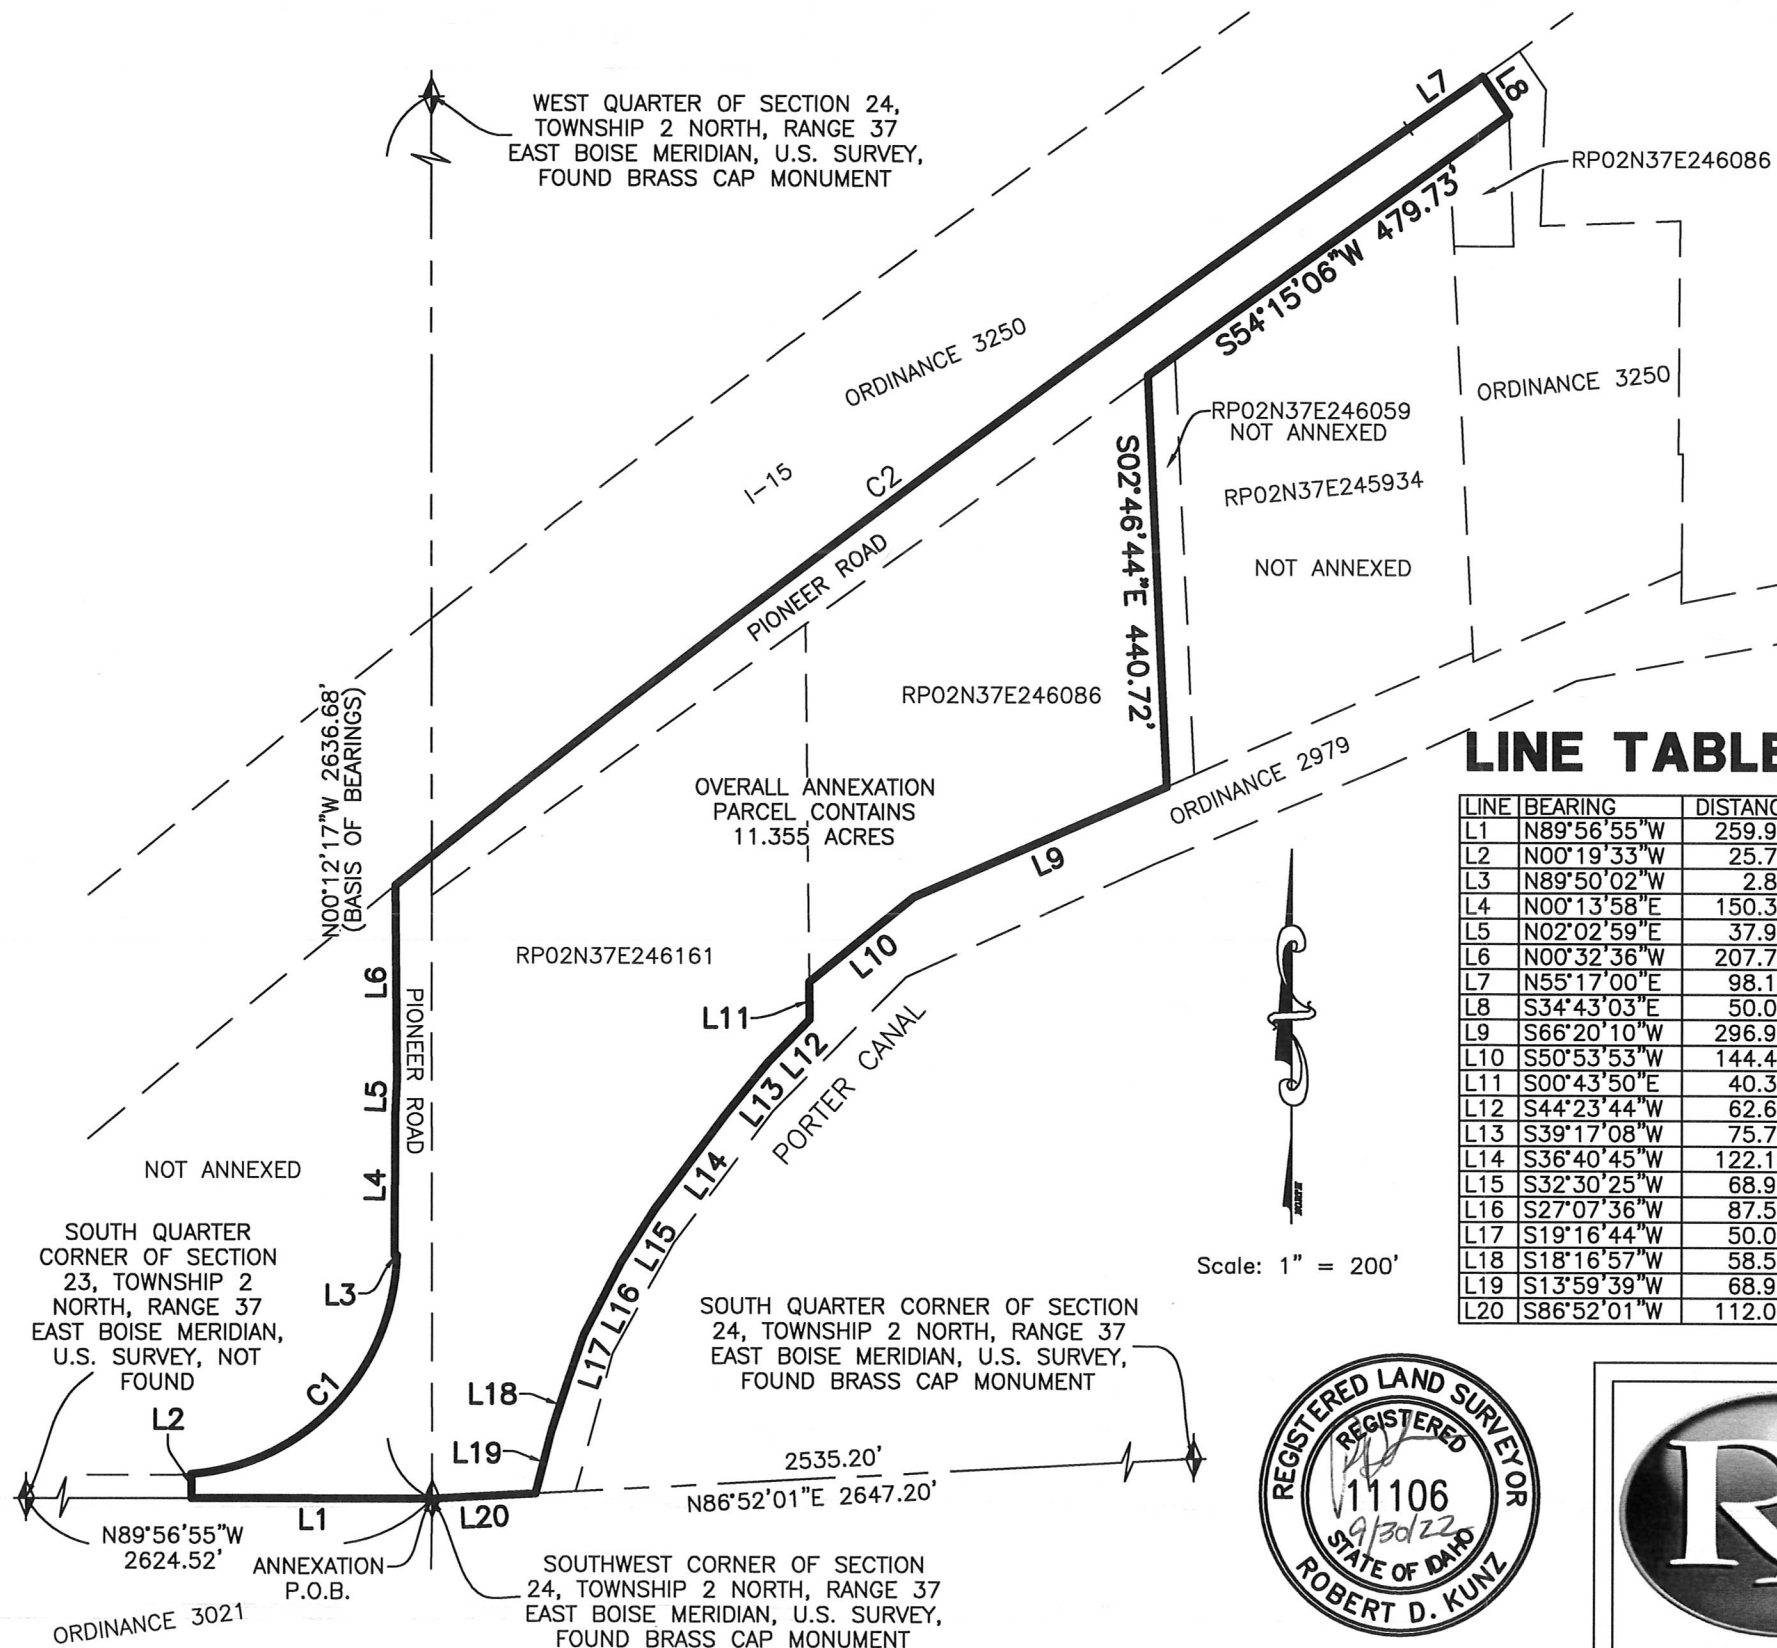 WEST QUARTER OF SECTION 24,
TOWNSHIP 2 NORTH, RANGE 37
EAST BOISE MERIDIAN, U.S. SURVEY,
FOUND BRASS CAP MONUMENT
L7
L8
RP02N37E246086
S54°15'06"W 479.73'
ORDINANCE 3250
ORDINANCE 3250
I-15
C2
RP02N37E246059
NOT ANNEXED
RP02N37E245934
NOT ANNEXED
S02°46'44"E 440.72'
PIONEER ROAD
RP02N37E246086
N00°12'17"W 2636.68'
(BASIS OF BEARINGS)
OVERALL ANNEXATION
PARCEL CONTAINS
11.355 ACRES
ORDINANCE 2979
L9
L10
RP02N37E246161
L11
L6
PIONEER ROAD
L5
L4
L12
L13
L14
L15
L16
L17
PORTER CANAL
NOT ANNEXED
SOUTH QUARTER
CORNER OF SECTION
23, TOWNSHIP 2
NORTH, RANGE 37
EAST BOISE MERIDIAN,
U.S. SURVEY, NOT
FOUND
L3
C1
L2
L18
L19
SOUTH QUARTER CORNER OF SECTION
24, TOWNSHIP 2 NORTH, RANGE 37
EAST BOISE MERIDIAN, U.S. SURVEY,
FOUND BRASS CAP MONUMENT
2535.20'
N86°52'01"E 2647.20'
L1
L20
N89°56'55"W
2624.52'
ANNEXATION
P.O.B.
ORDINANCE 3021
SOUTHWEST CORNER OF SECTION
24, TOWNSHIP 2 NORTH, RANGE 37
EAST BOISE MERIDIAN, U.S. SURVEY,
FOUND BRASS CAP MONUMENT
NORTH
Scale: 1" = 200'
LINE TABLE
LINE BEARING DISTANC
L1 N89°56'55"W 259.9
L2 N00°19'33"W 25.7
L3 N89°50'02"W 2.8
L4 N00°13'58"E 150.3
L5 N02°02'59"E 37.9
L6 N00°32'36"W 207.7
L7 N55°17'00"E 98.1
L8 S34°43'03"E 50.0
L9 S66°20'10"W 296.9
L10 S50°53'53"W 144.4
L11 S00°43'50"E 40.3
L12 S44°23'44"W 62.6
L13 S39°17'08"W 75.7
L14 S36°40'45"W 122.1
L15 S32°30'25"W 68.9
L16 S27°07'36"W 87.5
L17 S19°16'44"W 50.0
L18 S18°16'57"W 58.5
L19 S13°59'39"W 68.9
L20 S86°52'01"W 112.0
REGISTERED LAND SURVEYOR
REGISTERED
11106
9/30/22
STATE OF IDAHO
ROBERT D. KUNZ